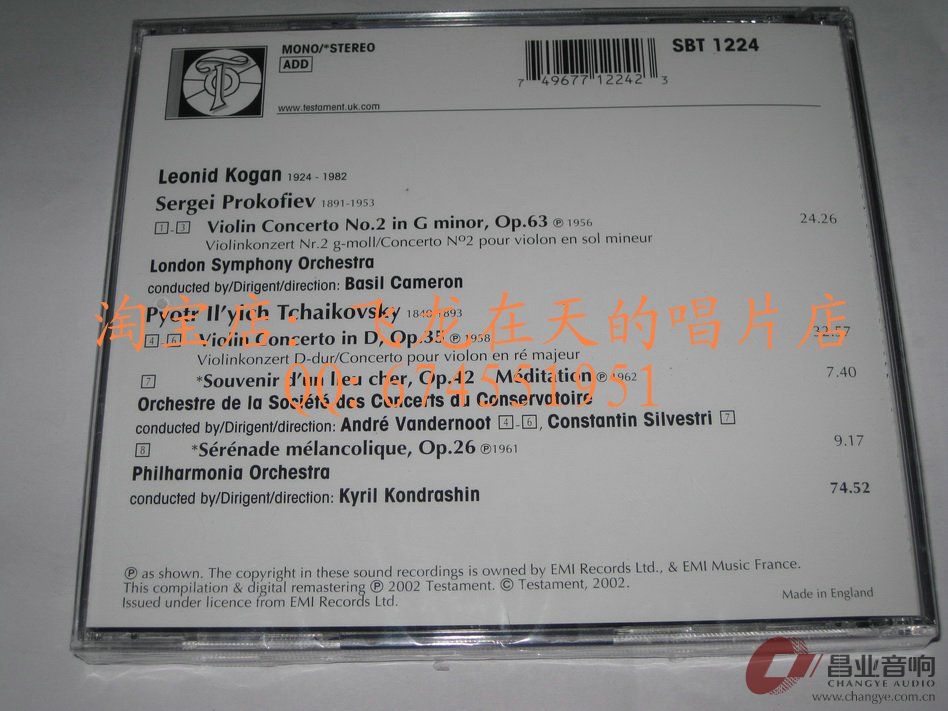 MONO/*STEREO
ADD
SBT 1224
7 49677 12242 3
www.testament.uk.com
Leonid Kogan 1924 - 1982
Sergei Prokofiev 1891-1953
1-3 Violin Concerto No.2 in G minor, Op.63 ℗ 1956 24.26
Violinkonzert Nr.2 g-moll/Concerto Nº2 pour violon en sol mineur
London Symphony Orchestra
conducted by/Dirigent/direction: Basil Cameron
Pyotr Il'yich Tchaikovsky 1840-1893
淘宝店：飞龙在天的唱片店
4-6 Violin Concerto in D, Op.35 ℗ 1958 32.57
Violinkonzert D-dur/Concerto pour violon en ré majeur
7 *Souvenir d'un lieu cher, Op.42 - Méditation ℗ 1962 7.40
QQ: 674551951
Orchestre de la Société des Concerts du Conservatoire
conducted by/Dirigent/direction: André Vandernoot 4-6, Constantin Silvestri 7
8 *Sérénade mélancolique, Op.26 ℗1961 9.17
Philharmonia Orchestra
conducted by/Dirigent/direction: Kyril Kondrashin 74.52
℗ as shown. The copyright in these sound recordings is owned by EMI Records Ltd., & EMI Music France.
This compilation & digital remastering ℗ 2002 Testament. © Testament, 2002.
Issued under licence from EMI Records Ltd.
Made in England
昌业音响
CHANGYE AUDIO
www.changye.com.cn